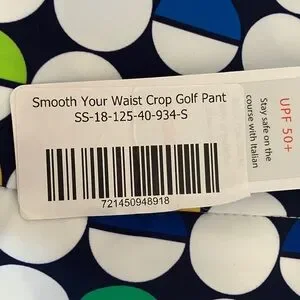 Smooth Your Waist Crop Golf Pant
SS-18-125-40-934-S
721450948918
UPF 50+
Stay safe on the
course with Italian